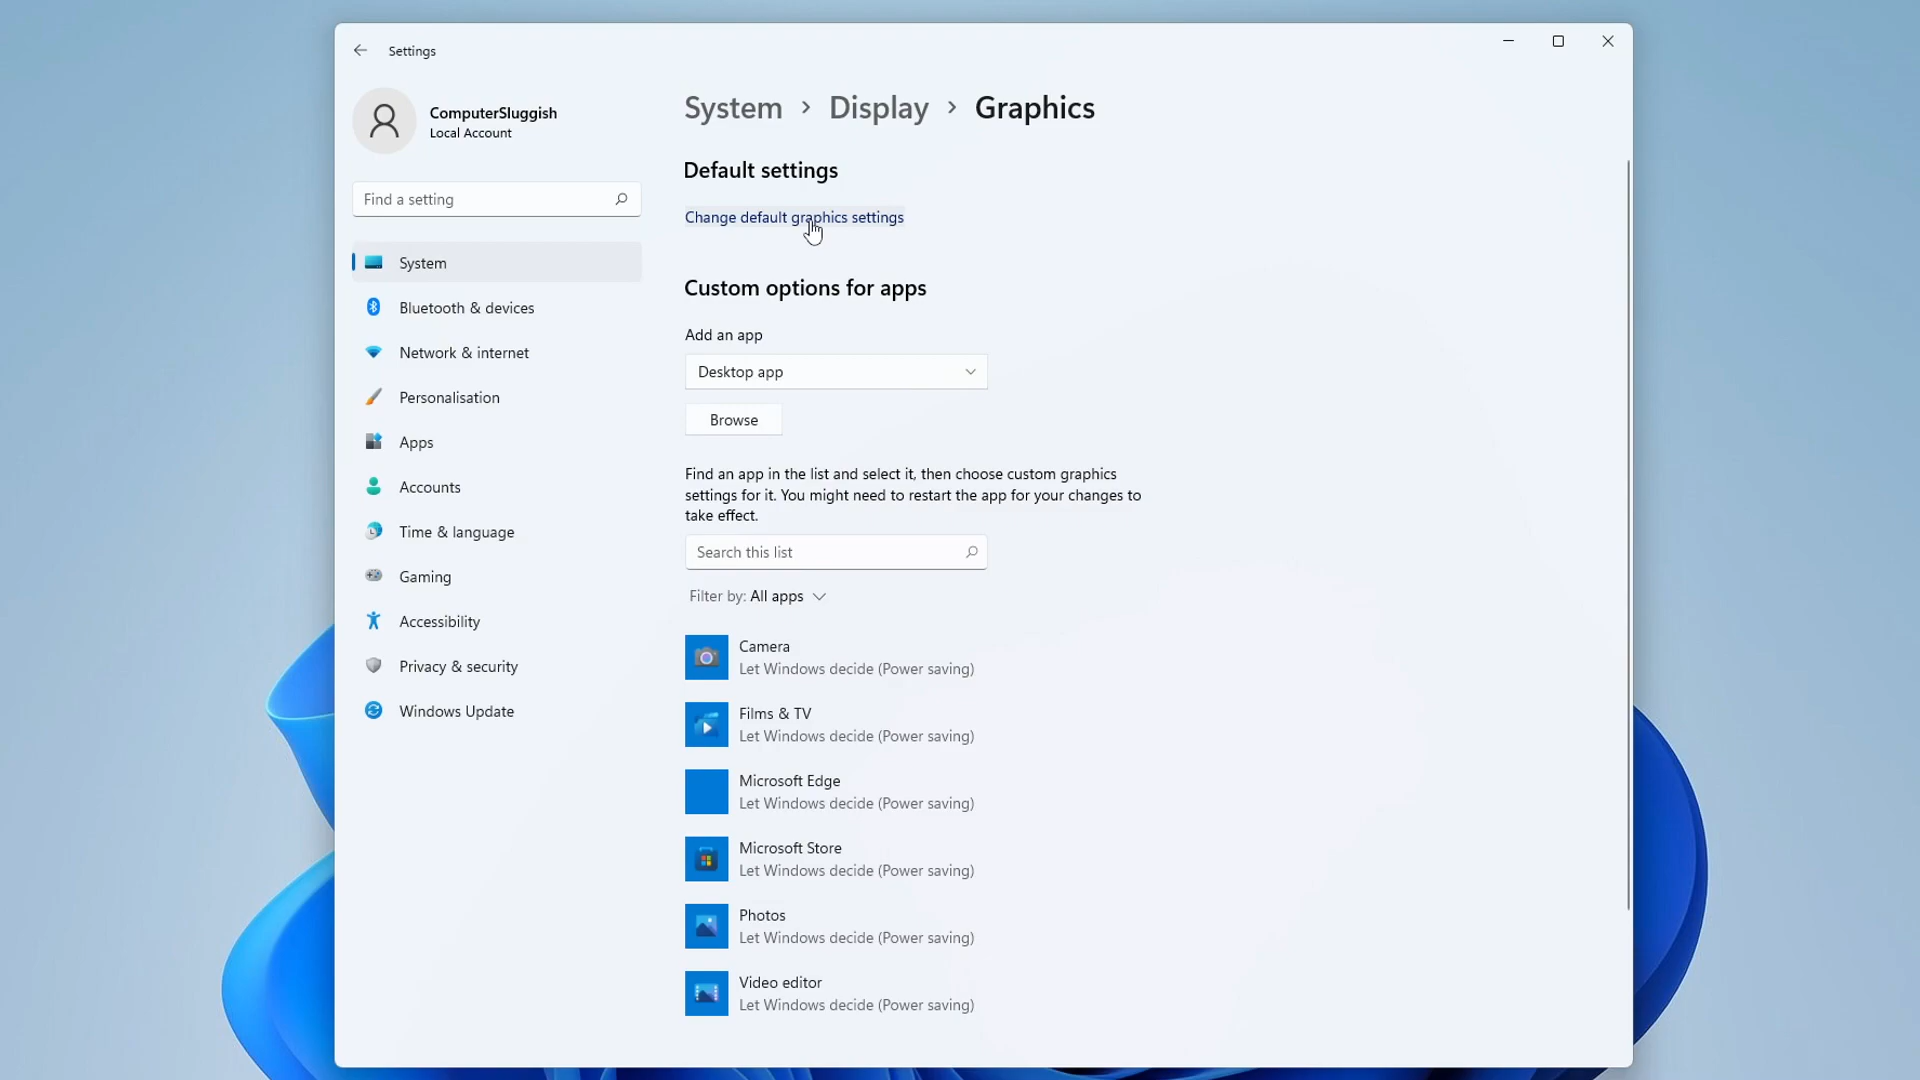 Settings
ComputerSluggish
Local Account
Find a setting
System
Bluetooth & devices
Network & internet
Personalisation
Apps
Accounts
Time & language
Gaming
Accessibility
Privacy & security
Windows Update
System > Display > Graphics
Default settings
Change default graphics settings
Custom options for apps
Add an app
Desktop app
Browse
Find an app in the list and select it, then choose custom graphics
settings for it. You might need to restart the app for your changes to
take effect.
Search this list
Filter by: All apps
Camera
Let Windows decide (Power saving)
Films & TV
Let Windows decide (Power saving)
Microsoft Edge
Let Windows decide (Power saving)
Microsoft Store
Let Windows decide (Power saving)
Photos
Let Windows decide (Power saving)
Video editor
Let Windows decide (Power saving)